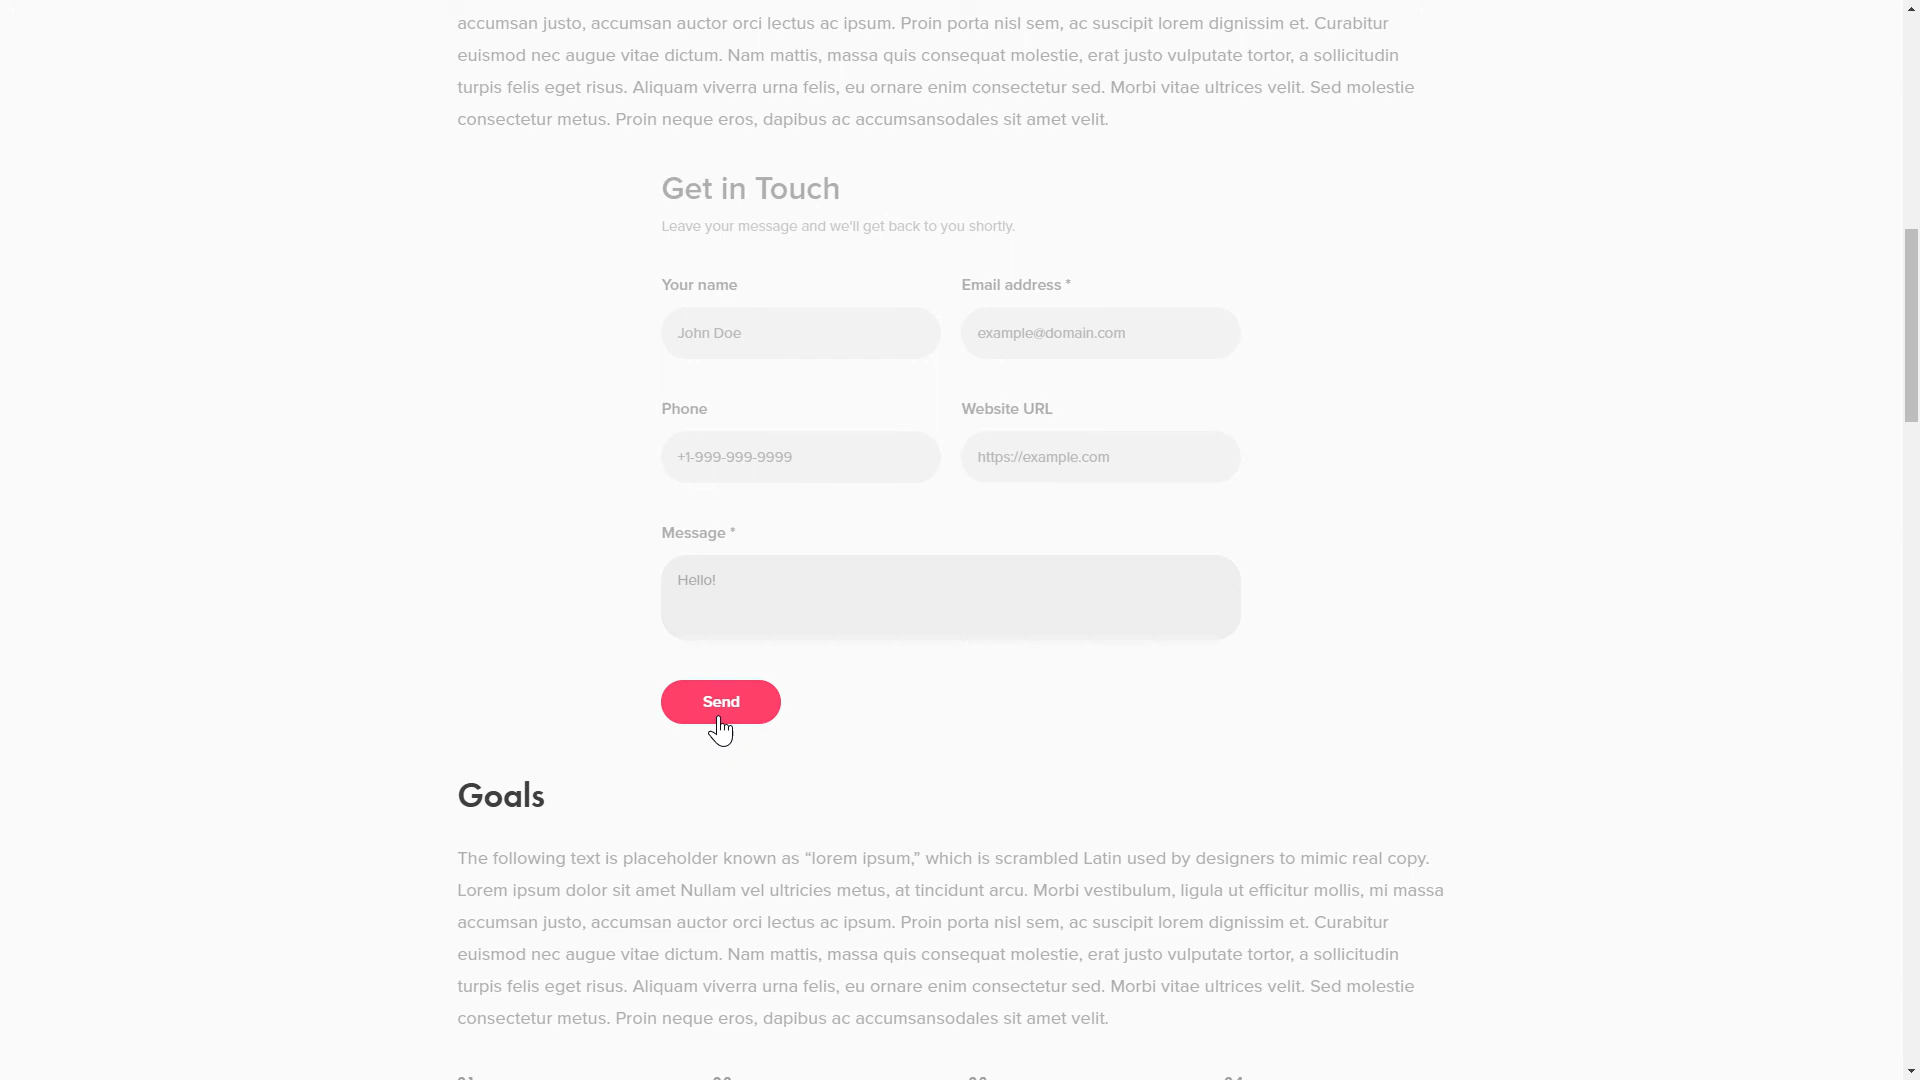 accumsan justo, accumsan auctor orci lectus ac ipsum. Proin porta nisl sem, ac suscipit lorem dignissim et. Curabitur
euismod nec augue vitae dictum. Nam mattis, massa quis consequat molestie, erat justo vulputate tortor, a sollicitudin
turpis felis eget risus. Aliquam viverra urna felis, eu ornare enim consectetur sed. Morbi vitae ultrices velit. Sed molestie
consectetur metus. Proin neque eros, dapibus ac accumsansodales sit amet velit.
Get in Touch
Leave your message and we'll get back to you shortly.
Your name
Email address *
John Doe
example@domain.com
Phone
Website URL
+1-999-999-9999
https://example.com
Message *
Hello!
Send
Goals
The following text is placeholder known as “lorem ipsum,” which is scrambled Latin used by designers to mimic real copy.
Lorem ipsum dolor sit amet Nullam vel ultricies metus, at tincidunt arcu. Morbi vestibulum, ligula ut efficitur mollis, mi massa
accumsan justo, accumsan auctor orci lectus ac ipsum. Proin porta nisl sem, ac suscipit lorem dignissim et. Curabitur
euismod nec augue vitae dictum. Nam mattis, massa quis consequat molestie, erat justo vulputate tortor, a sollicitudin
turpis felis eget risus. Aliquam viverra urna felis, eu ornare enim consectetur sed. Morbi vitae ultrices velit. Sed molestie
consectetur metus. Proin neque eros, dapibus ac accumsansodales sit amet velit.